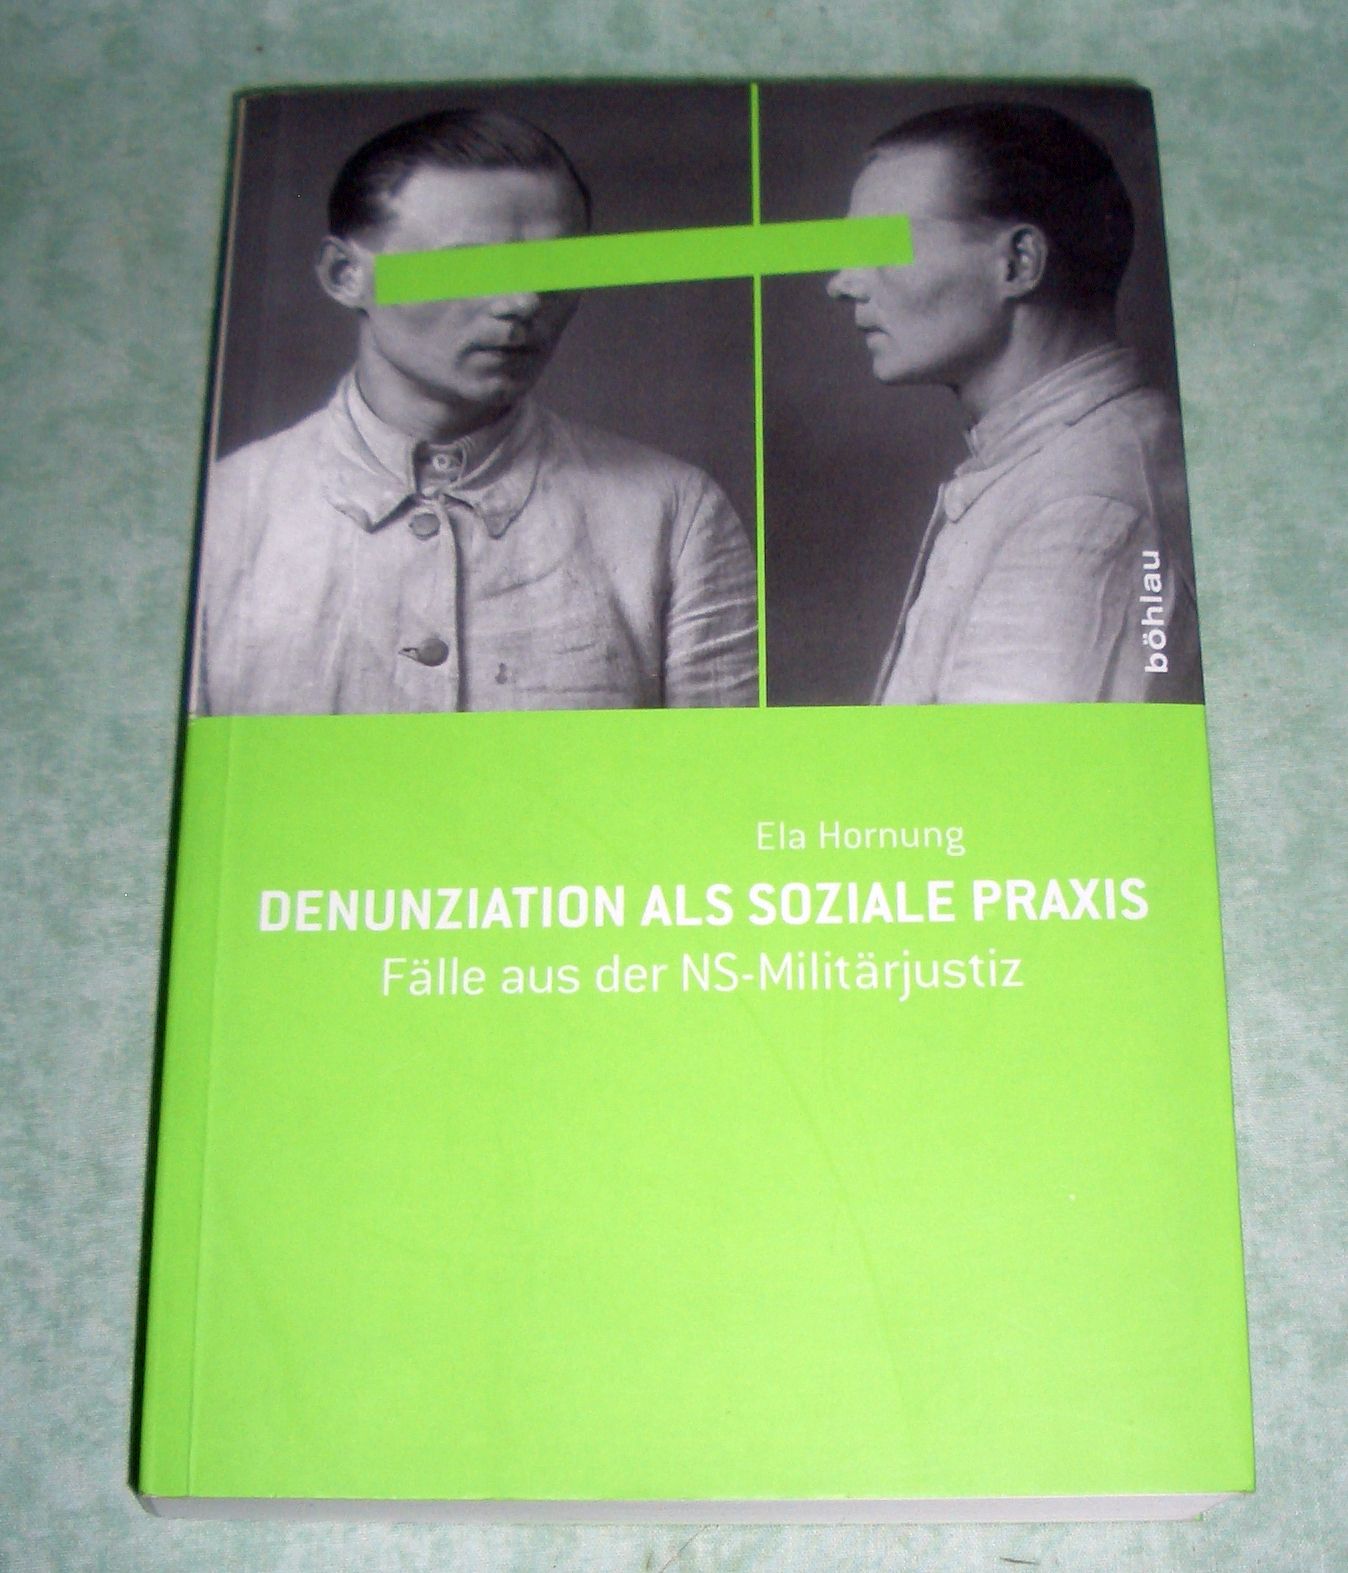 böhlau
Ela Hornung
DENUNZIATION ALS SOZIALE PRAXIS
Fälle aus der NS-Militärjustiz